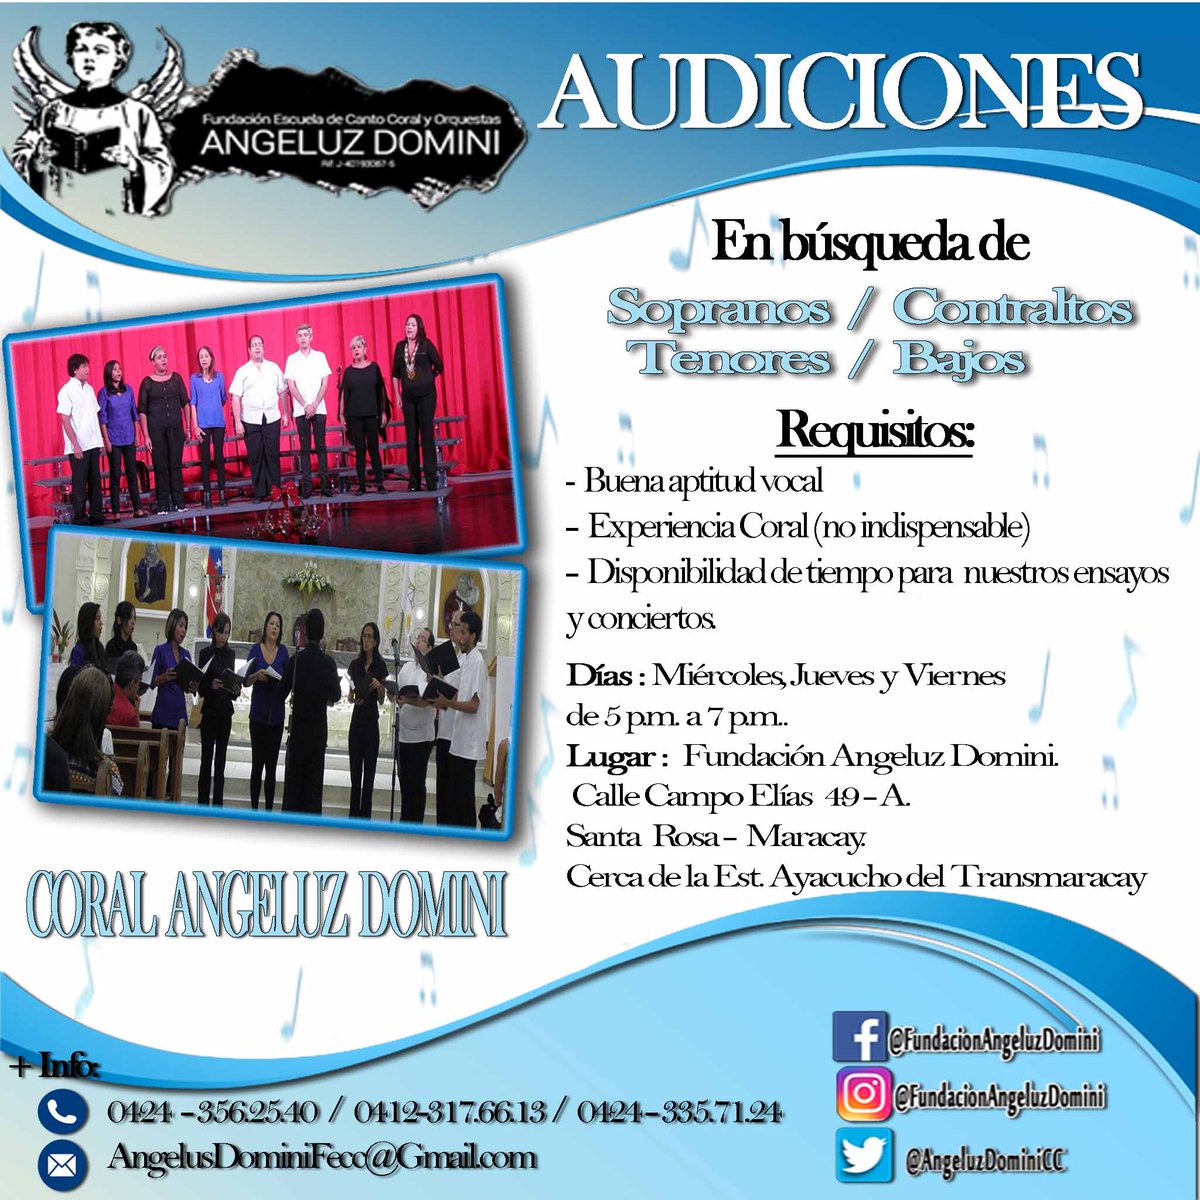 Fundación Escuela de Canto Coral y Orquestas
ANGELUZ DOMINI
Rif. J-40193087-5
AUDICIONES
En búsqueda de
Sopranos / Contraltos
Tenores / Bajos
Requisitos:
- Buena aptitud vocal
- Experiencia Coral (no indispensable)
- Disponibilidad de tiempo para nuestros ensayos
y conciertos.
Días : Miércoles, Jueves y Viernes
de 5 p.m. a 7 p.m..
Lugar : Fundación Angeluz Domini.
Calle Campo Elías 49 - A.
Santa Rosa - Maracay.
Cerca de la Est. Ayacucho del Transmaracay
CORAL ANGELUZ DOMINI
+ Info:
0424 - 356.25.40 / 0412-317.66.13 / 0424 - 335.71.24
AngelusDominiFecc@Gmail.com
@FundacionAngeluzDomini
@FundacionAngeluzDomini
@AngeluzDominiCC